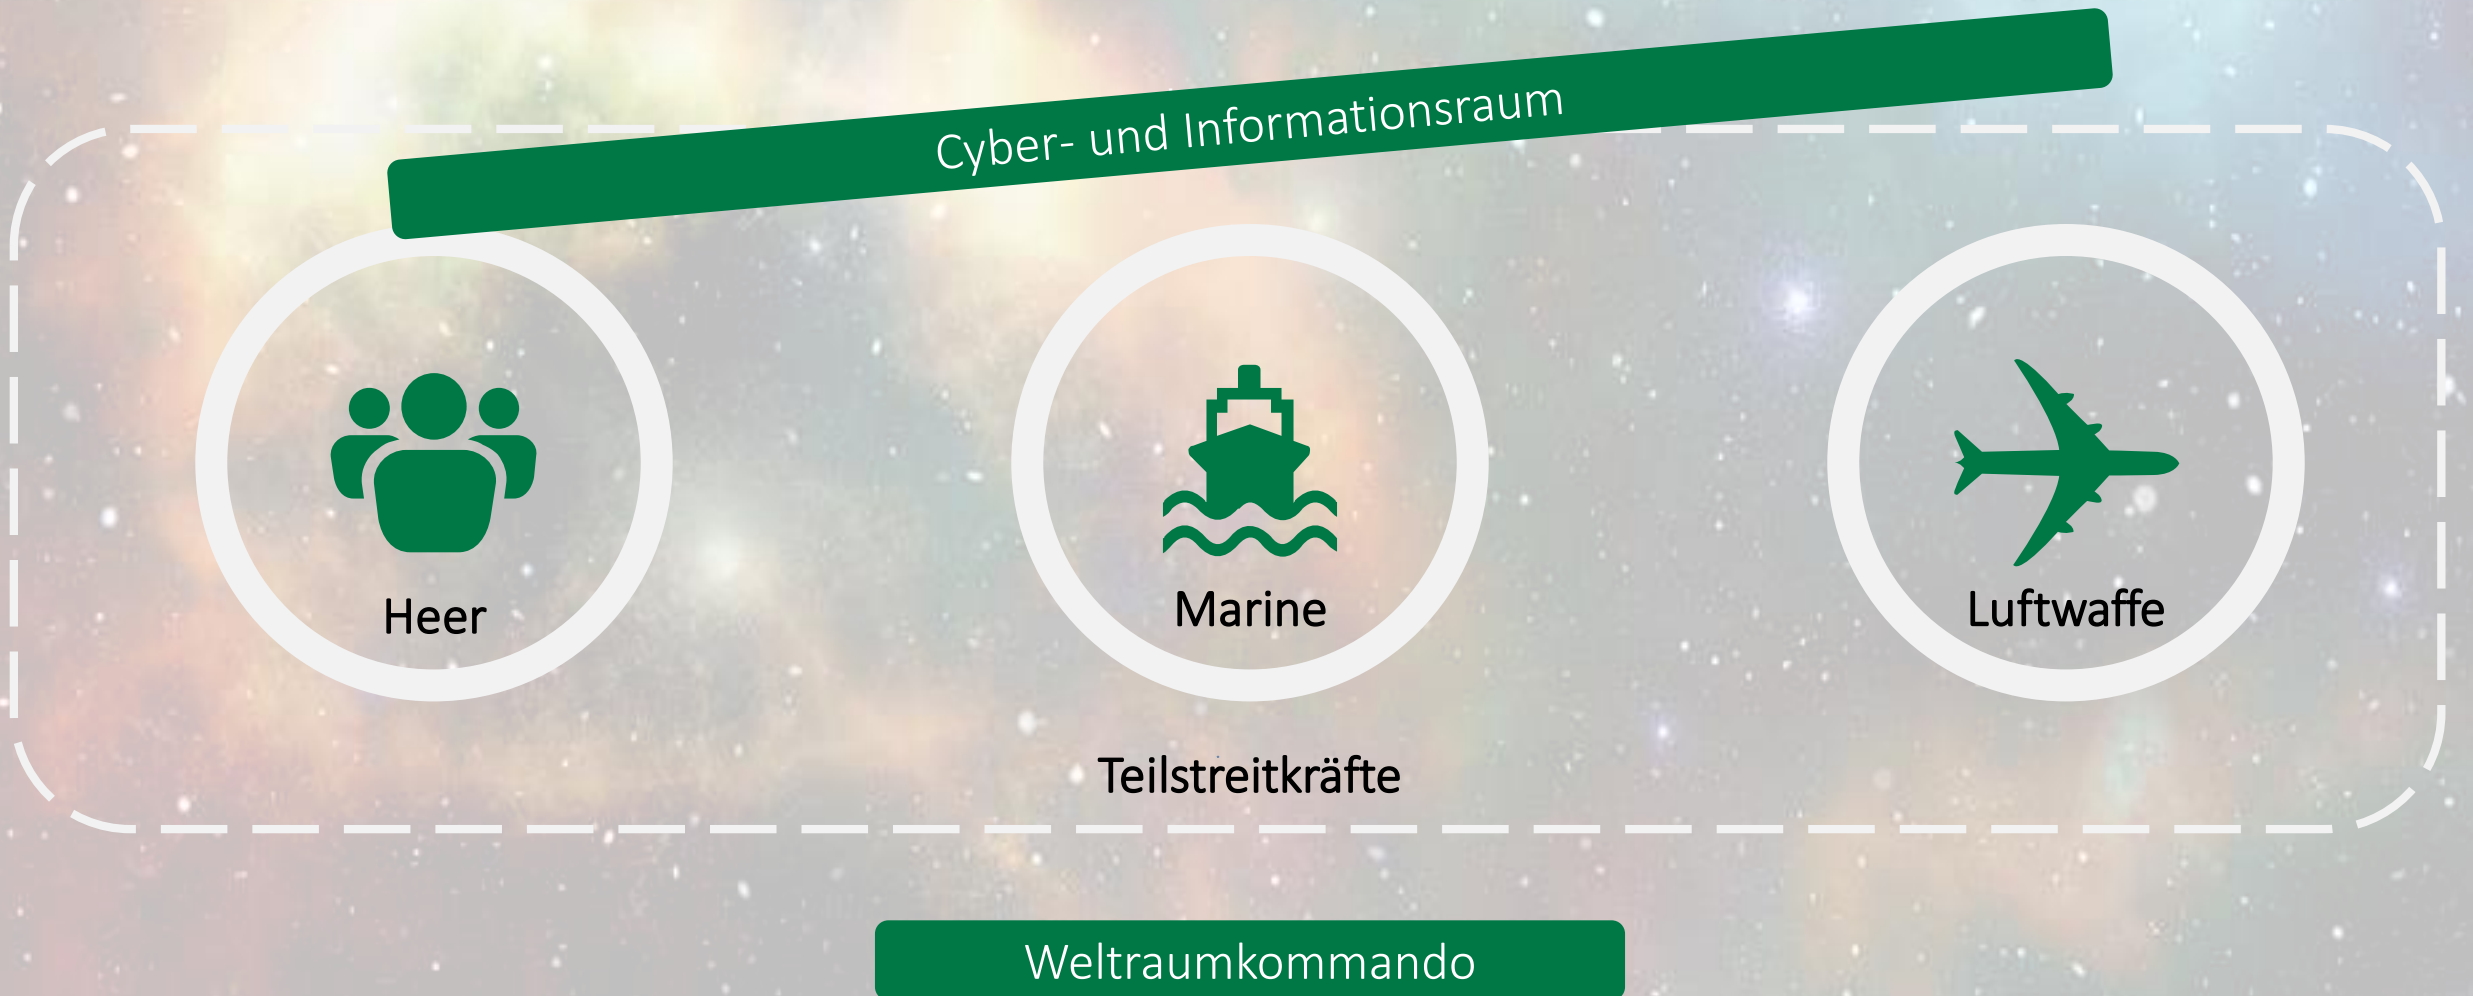 Cyber- und Informationsraum
Heer
Marine
Luftwaffe
Teilstreitkräfte
Weltraumkommando